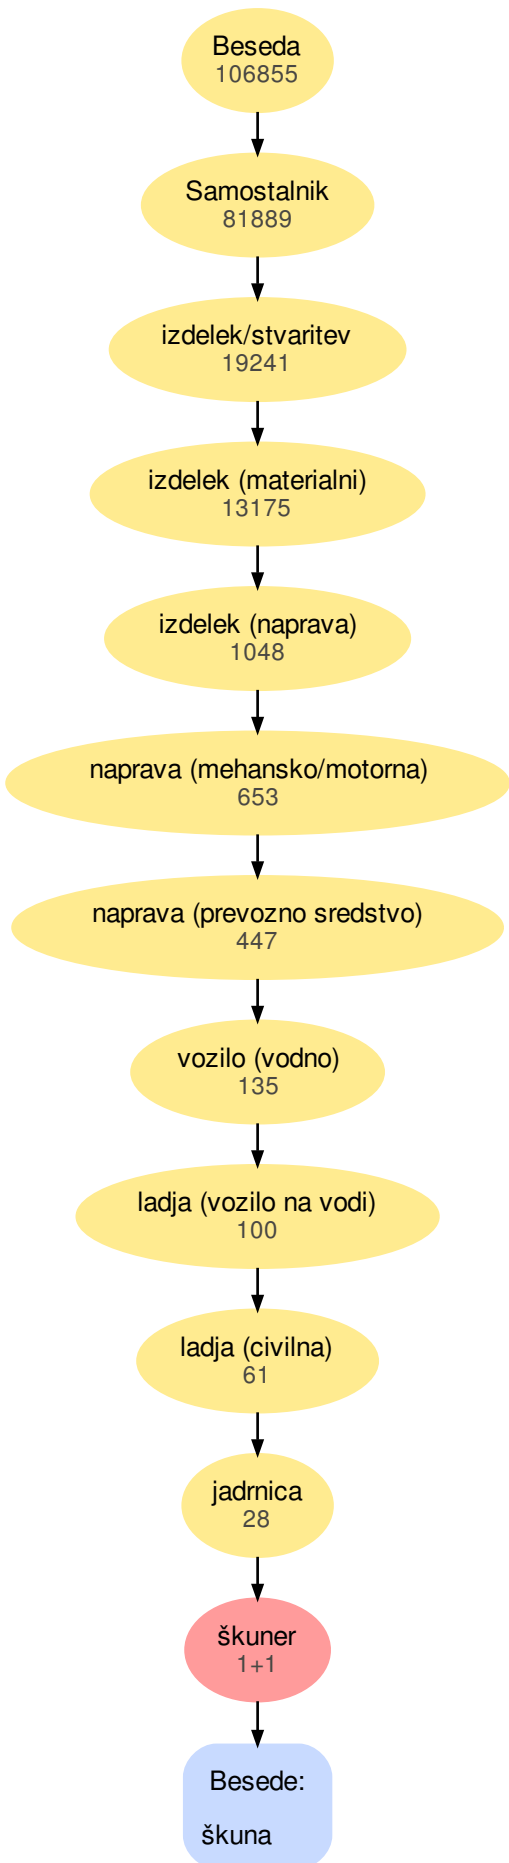 Beseda
106855
Samostalnik
81889
izdelek/stvaritev
19241
izdelek (materialni)
13175
izdelek (naprava)
1048
naprava (mehansko/motorna)
653
naprava (prevozno sredstvo)
447
vozilo (vodno)
135
ladja (vozilo na vodi)
100
ladja (civilna)
61
jadrnica
28
škuner
1+1
Besede:
škuna